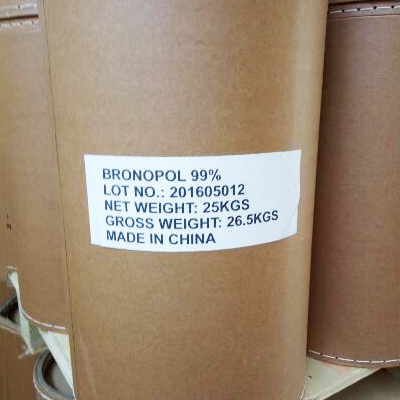 BRONOPOL 99%
LOT NO.: 201605012
NET WEIGHT: 25KGS
GROSS WEIGHT: 26.5KGS
MADE IN CHINA